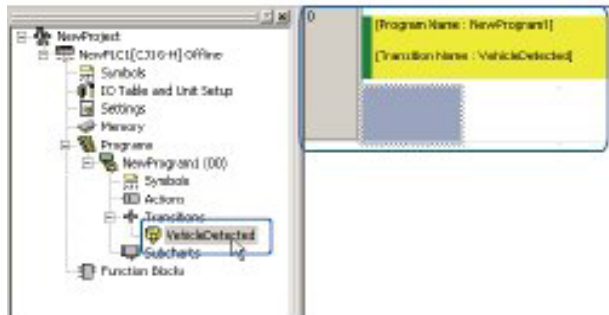 NewProject
NewPLC1[CJ1G-H] Offline
Symbols
IO Table and Unit Setup
Settings
Memory
Programs
NewProgram1 (00)
Symbols
Actions
Transitions
VehicleDetected
Subcharts
Function Blocks
0
[Program Name : NewProgram1]
[Transition Name : VehicleDetected]